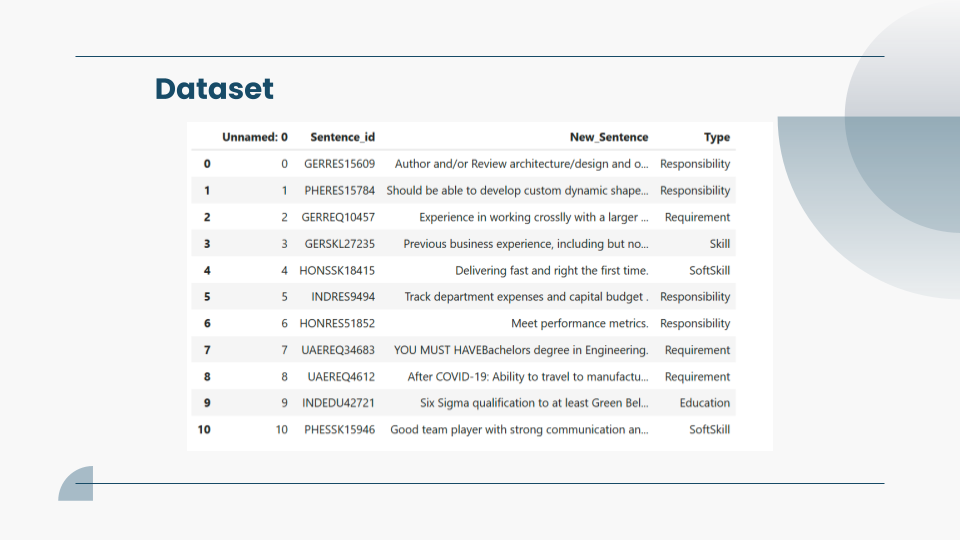 Dataset
Unnamed: 0 Sentence_id New_Sentence Type
0 0 GERRES15609 Author and/or Review architecture/design and o... Responsibility
1 1 PHERES15784 Should be able to develop custom dynamic shape... Responsibility
2 2 GERREQ10457 Experience in working crosslly with a larger ... Requirement
3 3 GERSKL27235 Previous business experience, including but no... Skill
4 4 HONSSK18415 Delivering fast and right the first time. SoftSkill
5 5 INDRES9494 Track department expenses and capital budget . Responsibility
6 6 HONRES51852 Meet performance metrics. Responsibility
7 7 UAEREQ34683 YOU MUST HAVEBachelors degree in Engineering. Requirement
8 8 UAEREQ4612 After COVID-19: Ability to travel to manufactu... Requirement
9 9 INDEDU42721 Six Sigma qualification to at least Green Bel... Education
10 10 PHESSK15946 Good team player with strong communication an... SoftSkill